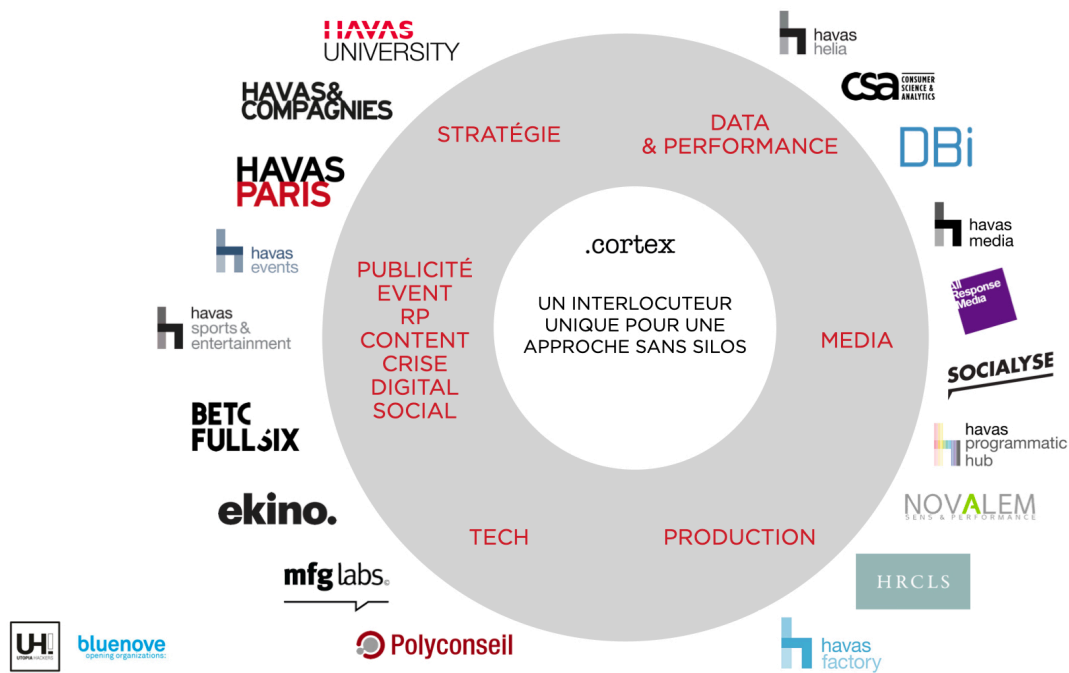 HAVAS
UNIVERSITY
HAVAS&
COMPAGNIES
HAVAS
PARIS
havas
events
havas
sports &
entertainment
BETC
FULLSIX
ekino.
mfg labs©
UH!
UTOPIA HACKERS
bluenove
opening organizations:
Polyconseil
STRATÉGIE
DATA
& PERFORMANCE
PUBLICITÉ
EVENT
RP
CONTENT
CRISE
DIGITAL
SOCIAL
.cortex
UN INTERLOCUTEUR
UNIQUE POUR UNE
APPROCHE SANS SILOS
MEDIA
TECH
PRODUCTION
havas
helia
csa CONSUMER
SCIENCE &
ANALYTICS
DBi
havas
media
All
Response
Media
SOCIALYSE
havas
programmatic
hub
NOVALEM
SENS & PERFORMANCE
HRCLS
havas
factory